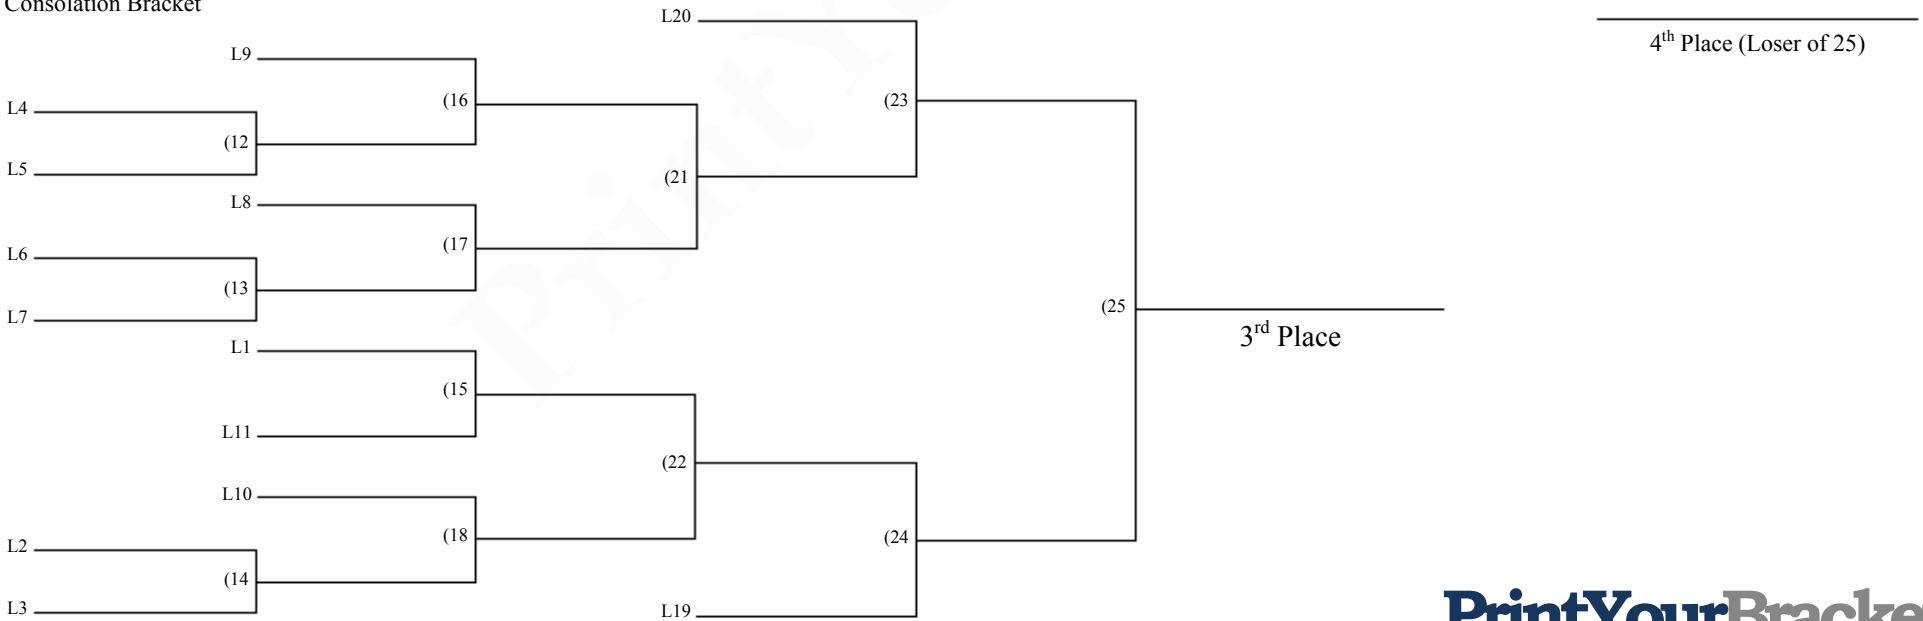 Consolation Bracket
L20
4th Place (Loser of 25)
L9
(16
(23
L4
(12
L5
(21
L8
(17
L6
(13
L7
(25
3rd Place
L1
(15
L11
(22
L10
(18
(24
L2
(14
L3
L19
PrintYourBracke